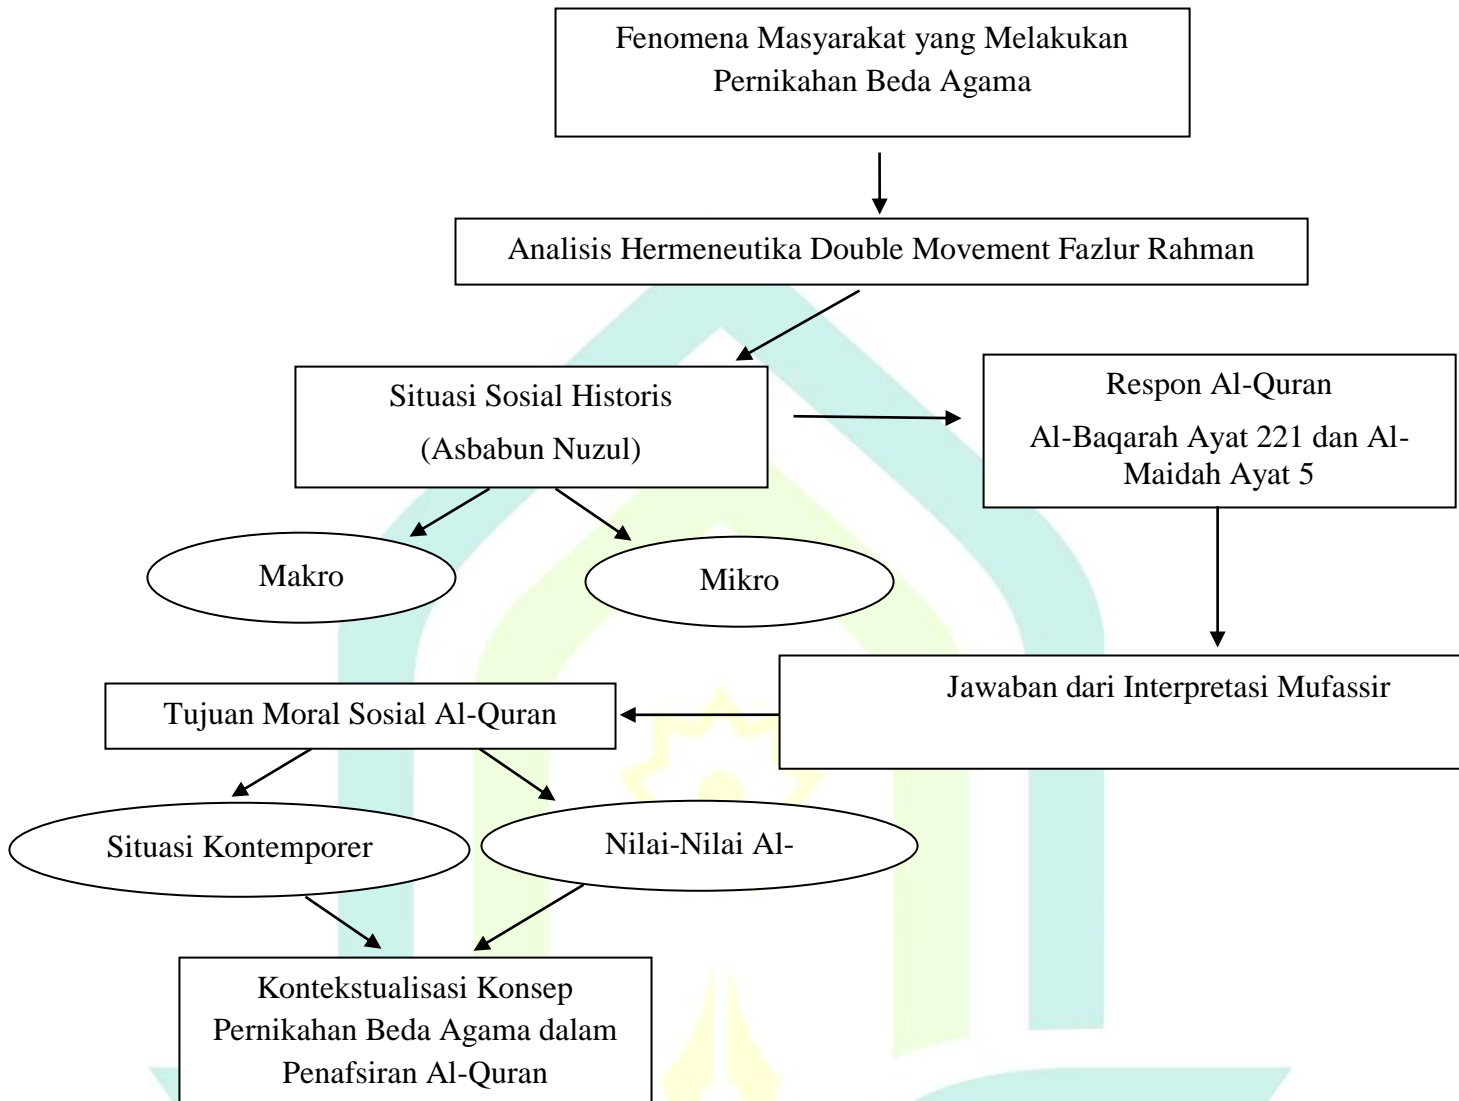 Fenomena Masyarakat yang Melakukan
Pernikahan Beda Agama
Analisis Hermeneutika Double Movement Fazlur Rahman
Situasi Sosial Historis
(Asbabun Nuzul)
Respon Al-Quran
Al-Baqarah Ayat 221 dan Al-
Maidah Ayat 5
Makro
Mikro
Jawaban dari Interpretasi Mufassir
Tujuan Moral Sosial Al-Quran
Situasi Kontemporer
Nilai-Nilai Al-
Kontekstualisasi Konsep
Pernikahan Beda Agama dalam
Penafsiran Al-Quran